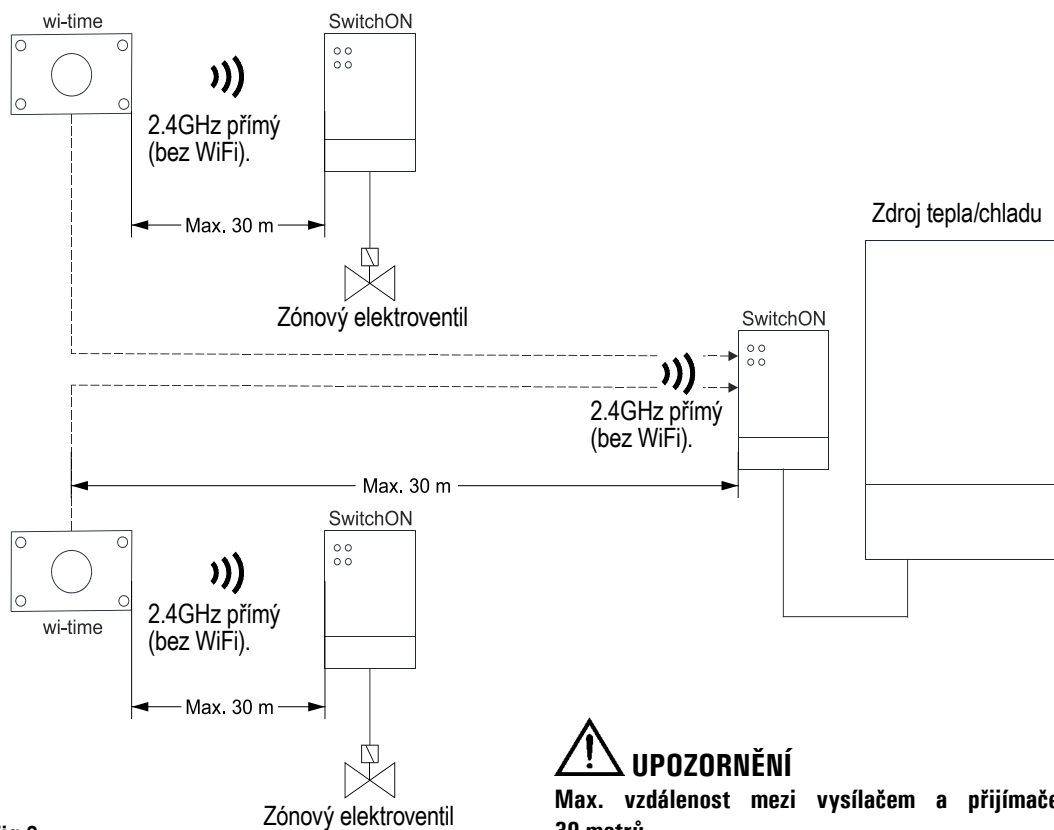 wi-time
SwitchON
2.4GHz přímý
(bez WiFi).
Max. 30 m
Zónový elektroventil
Zdroj tepla/chladu
SwitchON
2.4GHz přímý
(bez WiFi).
Max. 30 m
SwitchON
wi-time
2.4GHz přímý
(bez WiFi).
Max. 30 m
Zónový elektroventil
UPOZORNĚNÍ
Max. vzdálenost mezi vysílačem a